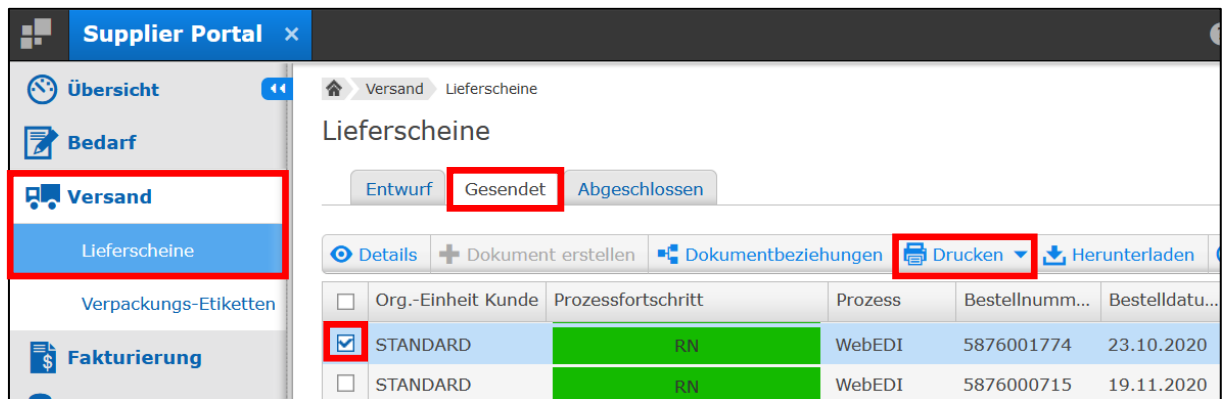 Supplier Portal ×
Übersicht
Bedarf
Versand
Lieferscheine
Verpackungs-Etiketten
Fakturierung
Versand Lieferscheine
Lieferscheine
Entwurf Gesendet Abgeschlossen
Details Dokument erstellen Dokumentbeziehungen Drucken Herunterladen
Org.-Einheit Kunde Prozessfortschritt Prozess Bestellnumm... Bestelldatu...
STANDARD RN WebEDI 5876001774 23.10.2020
STANDARD RN WebEDI 5876000715 19.11.2020